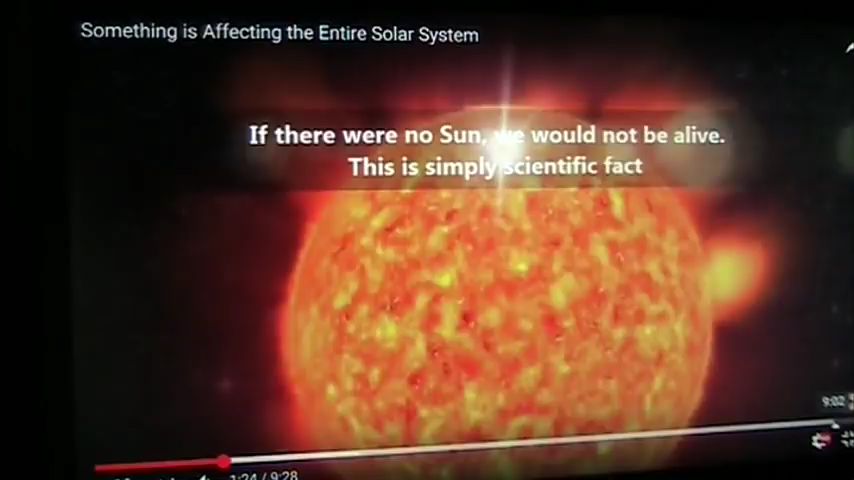 Something is Affecting the Entire Solar System
If there were no Sun, we would not be alive.
This is simply scientific fact
9:02
1:24 / 9:28